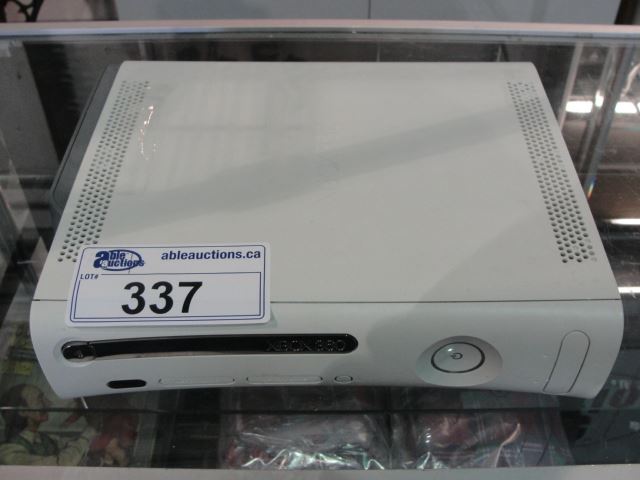 able auctions
ableauctions.ca
LOT#
337
XBOX 360